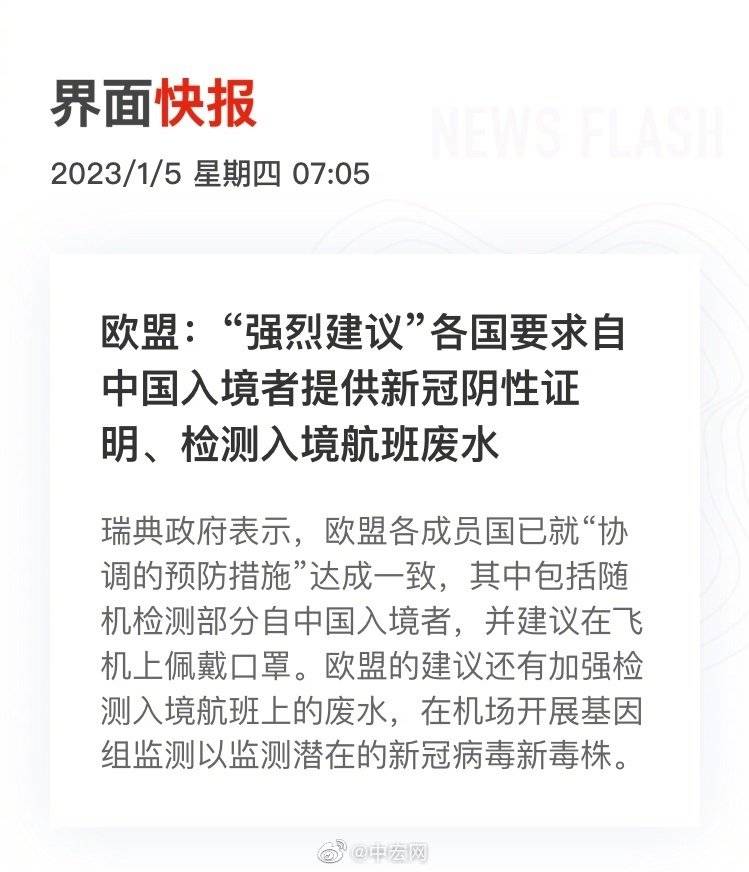 界面快报
NEWS FLASH
2023/1/5 星期四 07:05
欧盟：“强烈建议”各国要求自
中国入境者提供新冠阴性证
明、检测入境航班废水
瑞典政府表示，欧盟各成员国已就“协
调的预防措施”达成一致，其中包括随
机检测部分自中国入境者，并建议在飞
机上佩戴口罩。欧盟的建议还有加强检
测入境航班上的废水，在机场开展基因
组监测以监测潜在的新冠病毒新毒株。
@中宏网